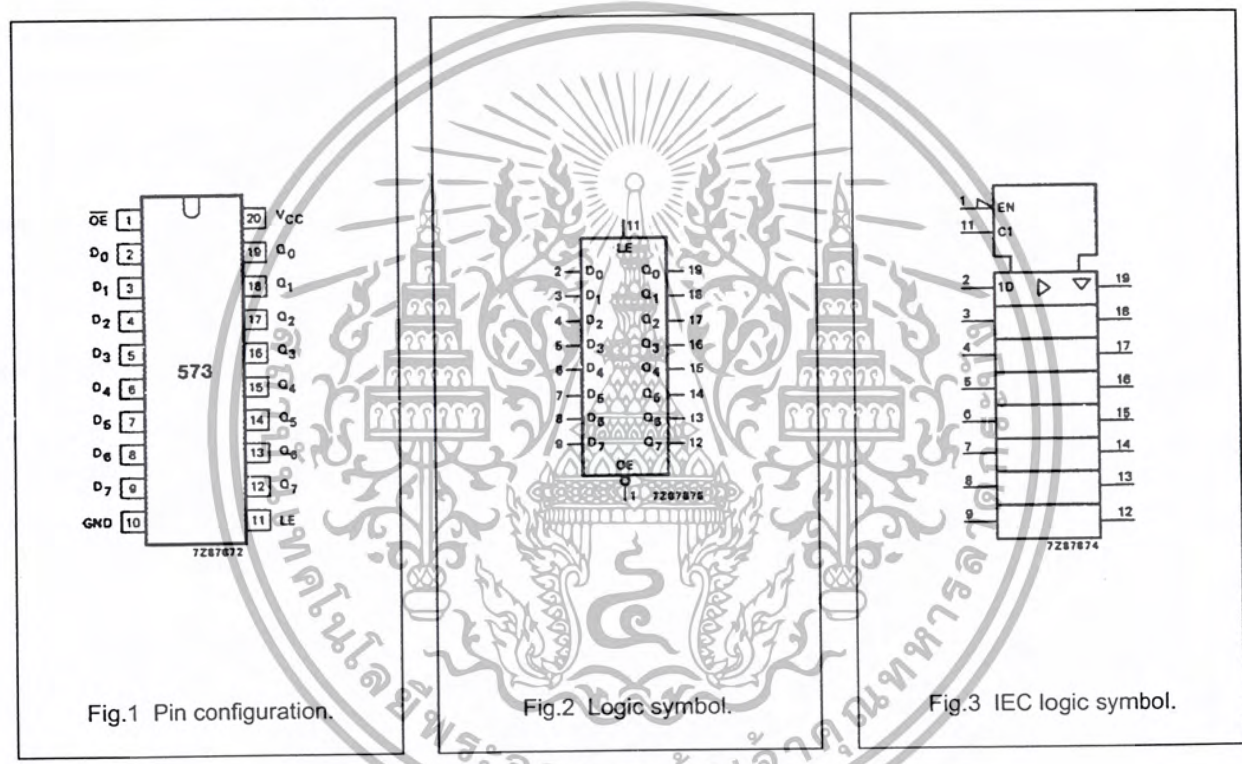 OE 1 20 VCC
D0 2 19 Q0
D1 3 18 Q1
D2 4 17 Q2
D3 5 16 Q3
573
D4 6 15 Q4
D5 7 14 Q5
D6 8 13 Q6
D7 9 12 Q7
GND 10 11 LE
7Z87872
Fig.1 Pin configuration.
11
LE
2 D0 Q0 19
3 D1 Q1 18
4 D2 Q2 17
5 D3 Q3 16
6 D4 Q4 15
7 D5 Q5 14
8 D6 Q6 13
9 D7 Q7 12
OE
1 7Z87875
Fig.2 Logic symbol.
1 EN
11 C1
2 1D 19
3 18
4 17
5 16
6 15
7 14
8 13
9 12
7Z87874
Fig.3 IEC logic symbol.